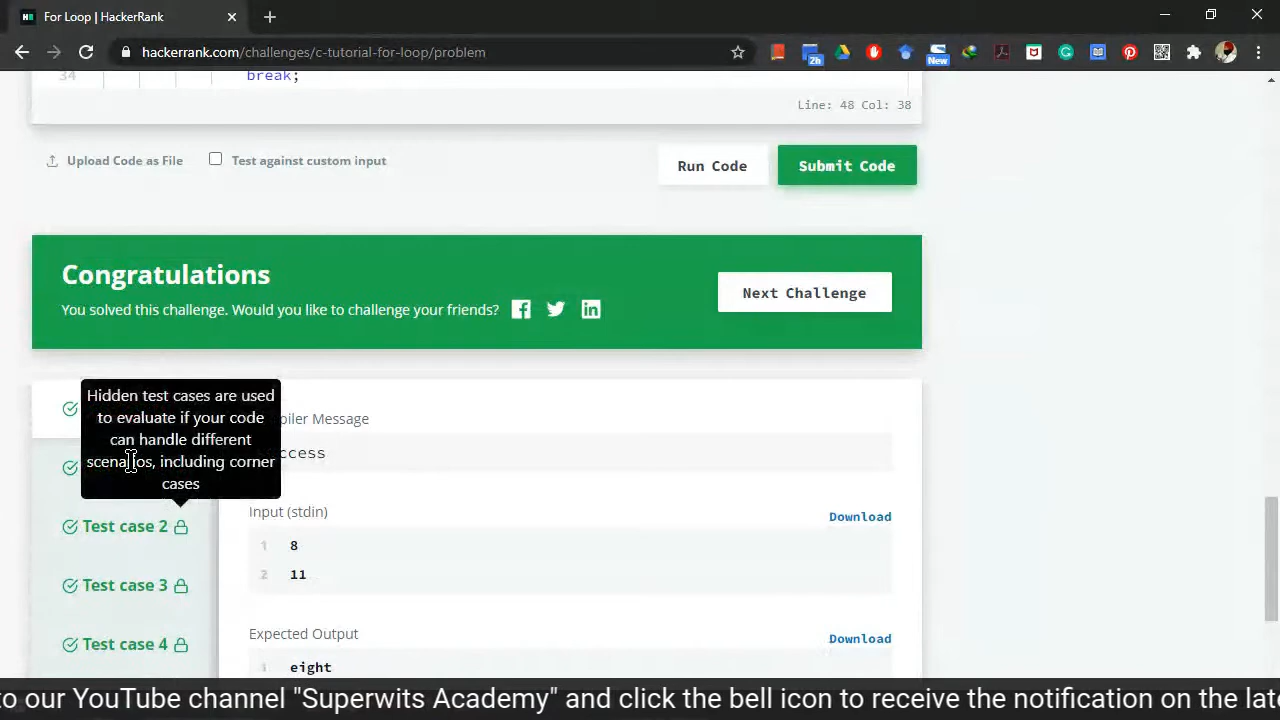 For Loop | HackerRank
hackerrank.com/challenges/c-tutorial-for-loop/problem
Zh
New
34
break;
Line: 48 Col: 38
Upload Code as File
Test against custom input
Run Code
Submit Code
Congratulations
You solved this challenge. Would you like to challenge your friends?
Next Challenge
Hidden test cases are used
to evaluate if your code
can handle different
scenarios, including corner
cases
Message
Test case 2
Test case 3
Test case 4
Input (stdin)
Download
1 8
2 11
Expected Output
Download
1 eight
to our YouTube channel "Superwits Academy" and click the bell icon to receive the notification on the